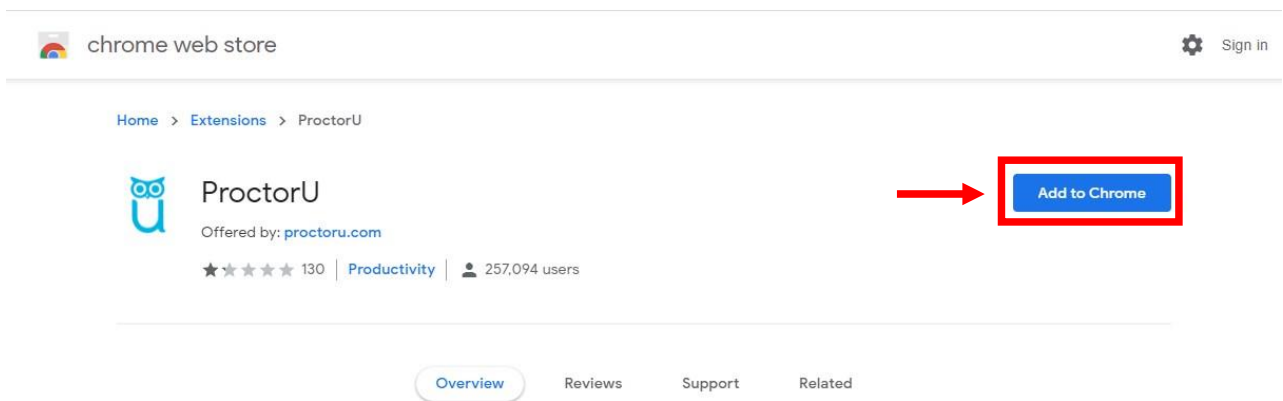 chrome web store
Sign in
Home > Extensions > ProctorU
ProctorU
Add to Chrome
Offered by: proctoru.com
130 | Productivity | 257,094 users
Overview Reviews Support Related